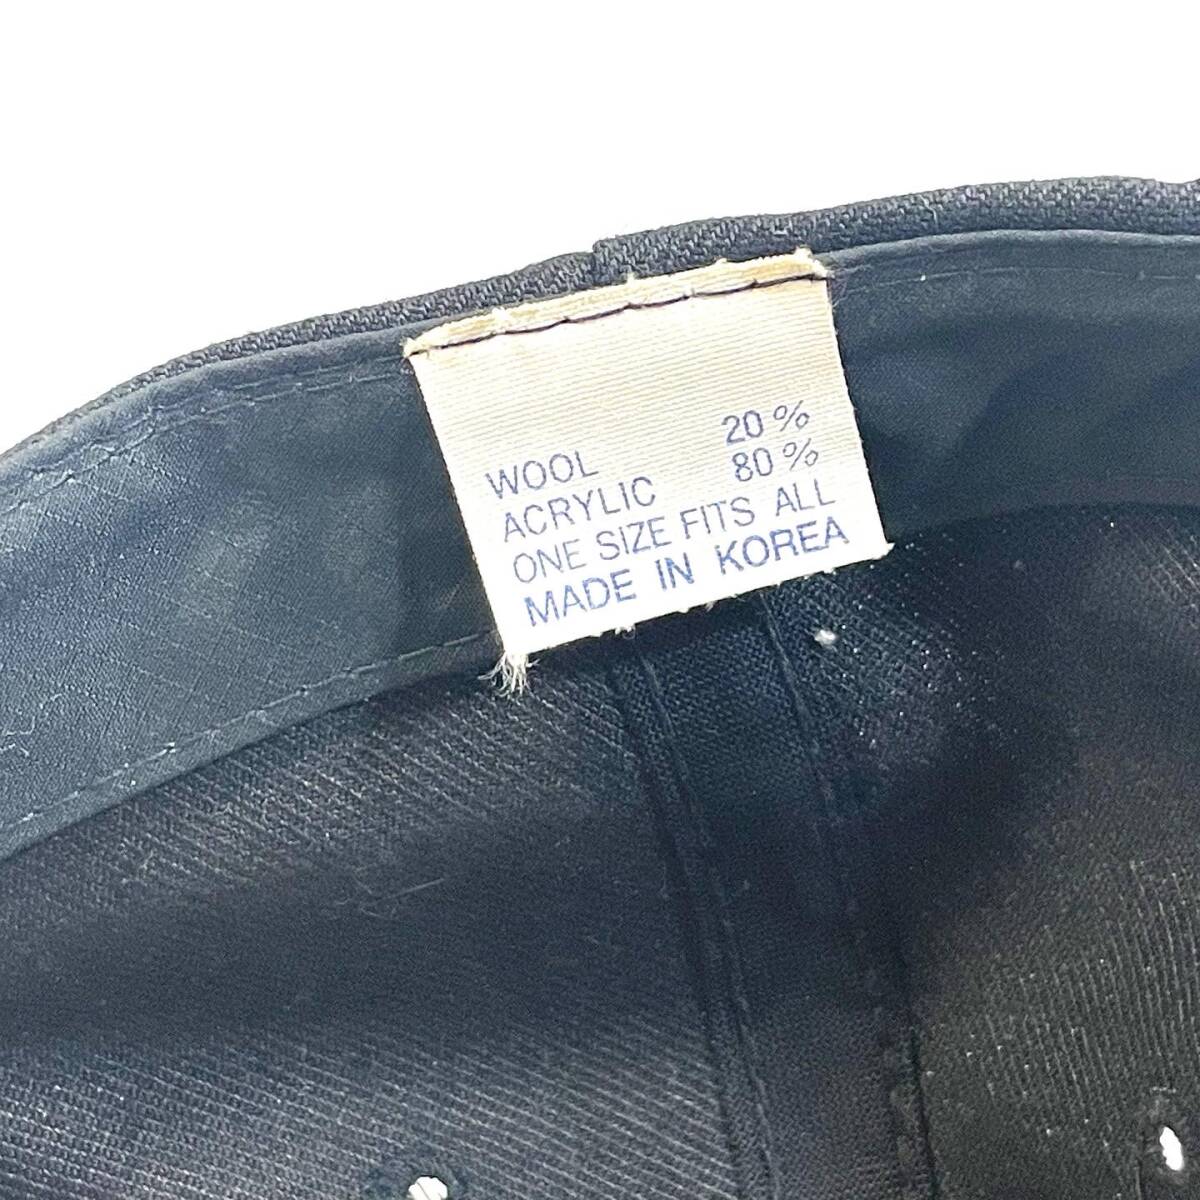 WOOL 20%
ACRYLIC 80%
ONE SIZE FITS ALL
MADE IN KOREA